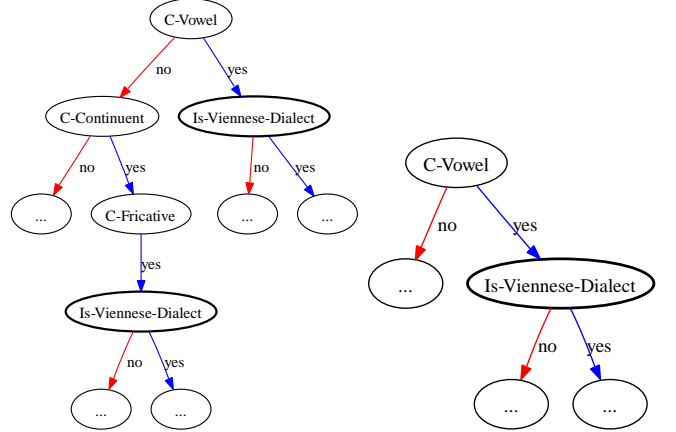 C-Vowel
no
yes
C-Continuent
Is-Viennese-Dialect
no
yes
no
yes
...
C-Fricative
...
...
yes
Is-Viennese-Dialect
no
yes
...
...
C-Vowel
no
yes
...
Is-Viennese-Dialect
no
yes
...
...